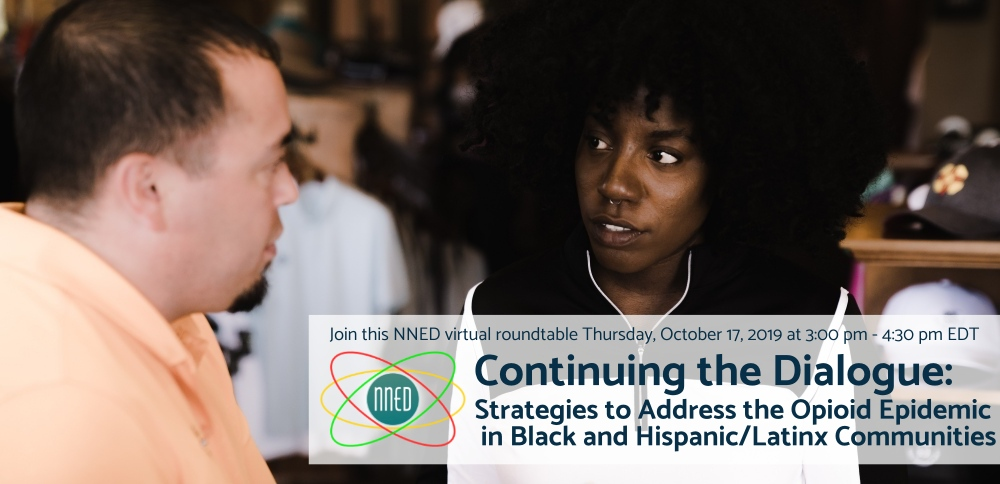 Join this NNED virtual roundtable Thursday, October 17, 2019 at 3:00 pm - 4:30 pm EDT
NNED
Continuing the Dialogue:
Strategies to Address the Opioid Epidemic
in Black and Hispanic/Latinx Communities